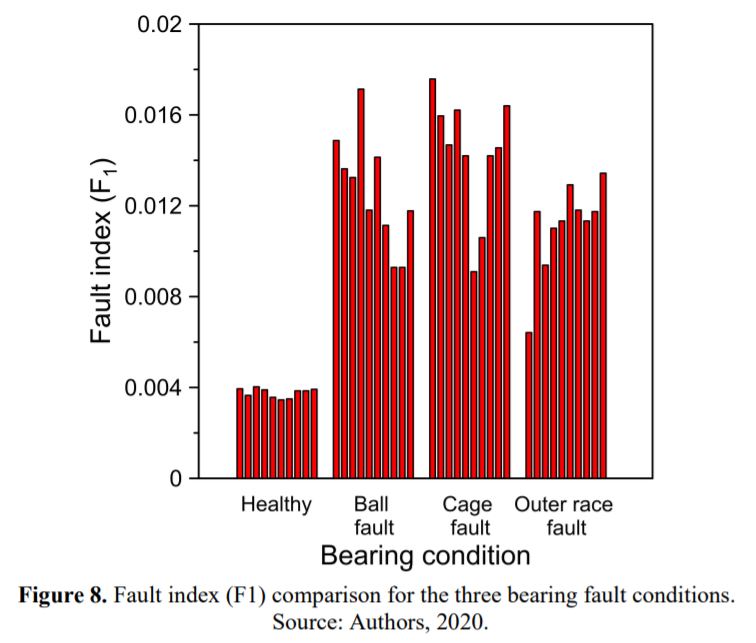 0.02
0.016
0.012
0.008
0.004
0
Fault index (F1)
Healthy
Ball
fault
Cage
fault
Outer race
fault
Bearing condition
Figure 8. Fault index (F1) comparison for the three bearing fault conditions.
Source: Authors, 2020.